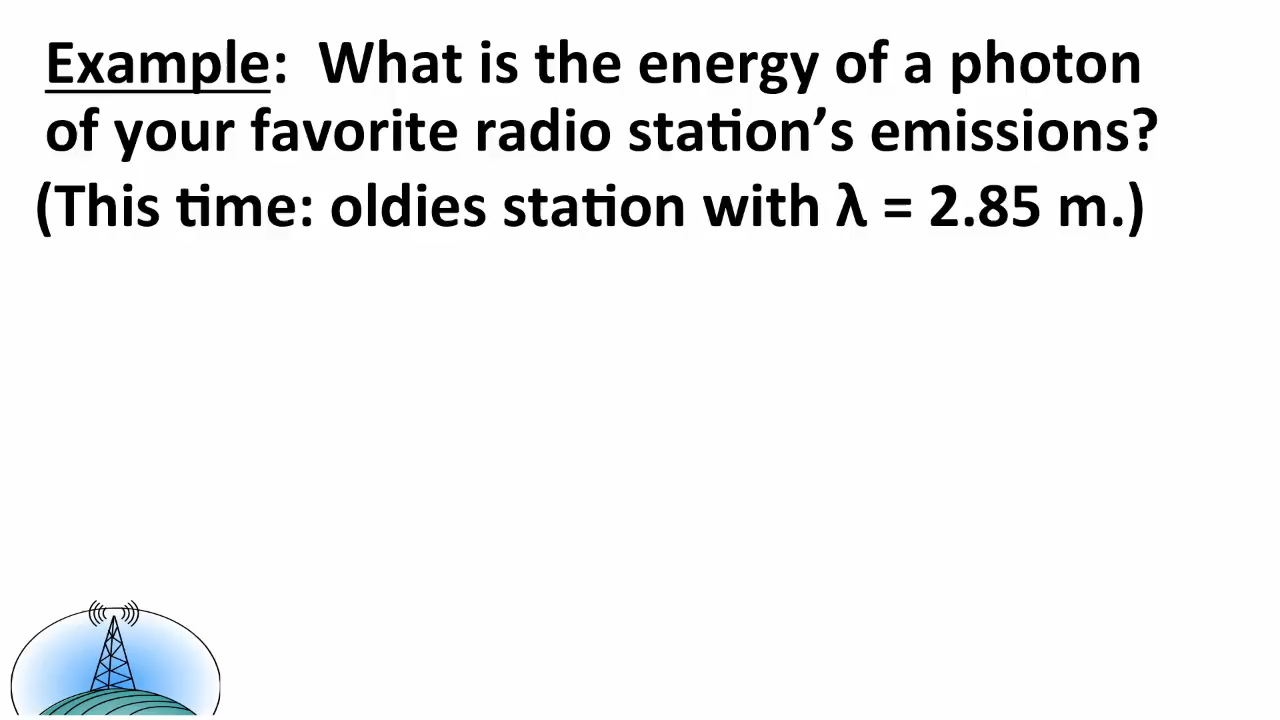 Example:  What is the energy of a photon
of your favorite radio station’s emissions?
(This time: oldies station with λ = 2.85 m.)